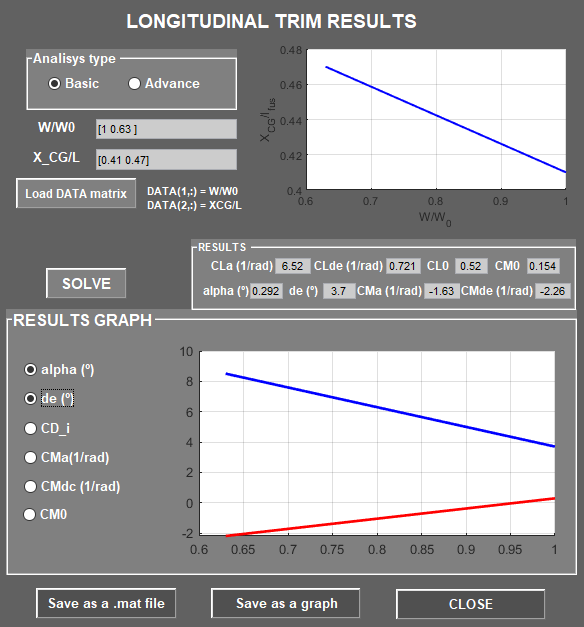 LONGITUDINAL TRIM RESULTS
Analisys type
Basic
Advance
W/W0
[1 0.63 ]
X_CG/L
[0.41 0.47]
Load DATA matrix
DATA(1,:) = W/W0
DATA(2,:) = XCG/L
0.48
0.46
0.44
0.42
0.4
X_CG/l_fus
0.6 0.7 0.8 0.9 1
W/W_0
SOLVE
RESULTS
CLa (1/rad) 6.52 CLde (1/rad) 0.721 CL0 0.52 CM0 0.154
alpha (º) 0.292 de (º) 3.7 CMa (1/rad) -1.63 CMde (1/rad) -2.26
RESULTS GRAPH
alpha (º)
de (º)
CD_i
CMa(1/rad)
CMdc (1/rad)
CM0
10
8
6
4
2
0
-2
0.6 0.65 0.7 0.75 0.8 0.85 0.9 0.95 1
Save as a .mat file
Save as a graph
CLOSE